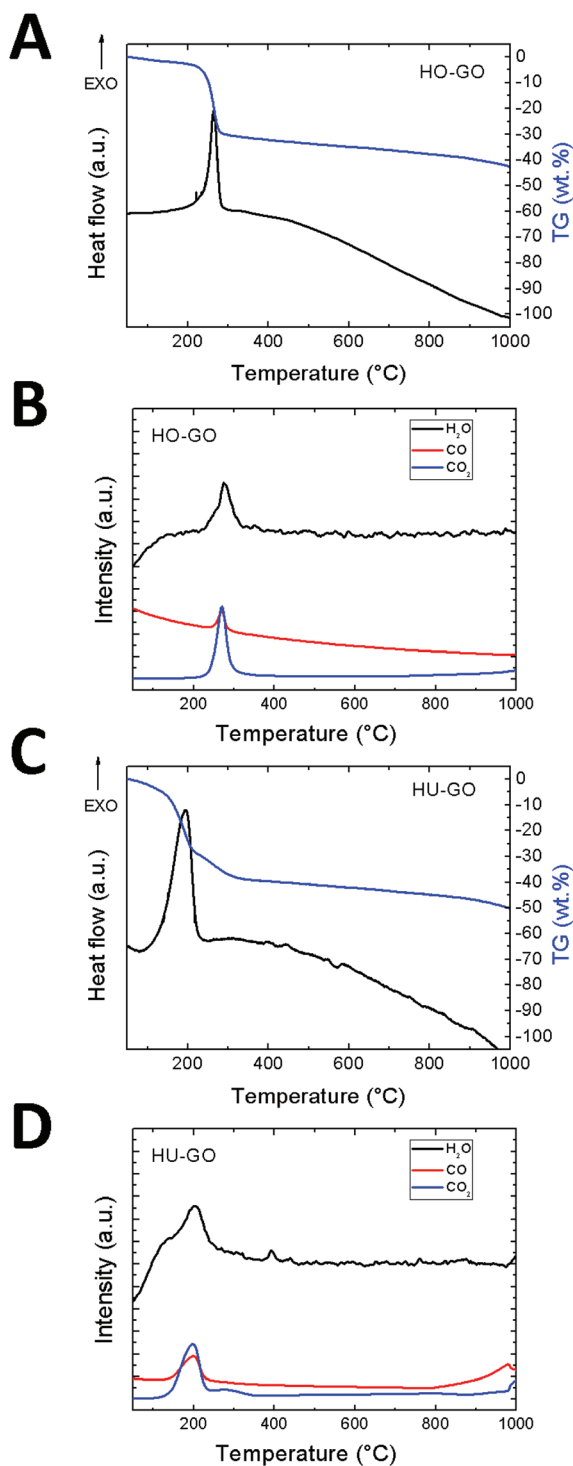 A
EXO
HO-GO
Heat flow (a.u.)
0
-10
-20
-30
-40
-50
-60
-70
-80
-90
-100
TG (wt.%)
200 400 600 800 1000
Temperature (°C)
B
HO-GO
H₂O
CO
CO₂
Intensity (a.u.)
200 400 600 800 1000
Temperature (°C)
C
EXO
HU-GO
Heat flow (a.u.)
0
-10
-20
-30
-40
-50
-60
-70
-80
-90
-100
TG (wt.%)
200 400 600 800 1000
Temperature (°C)
D
HU-GO
H₂O
CO
CO₂
Intensity (a.u.)
200 400 600 800 1000
Temperature (°C)